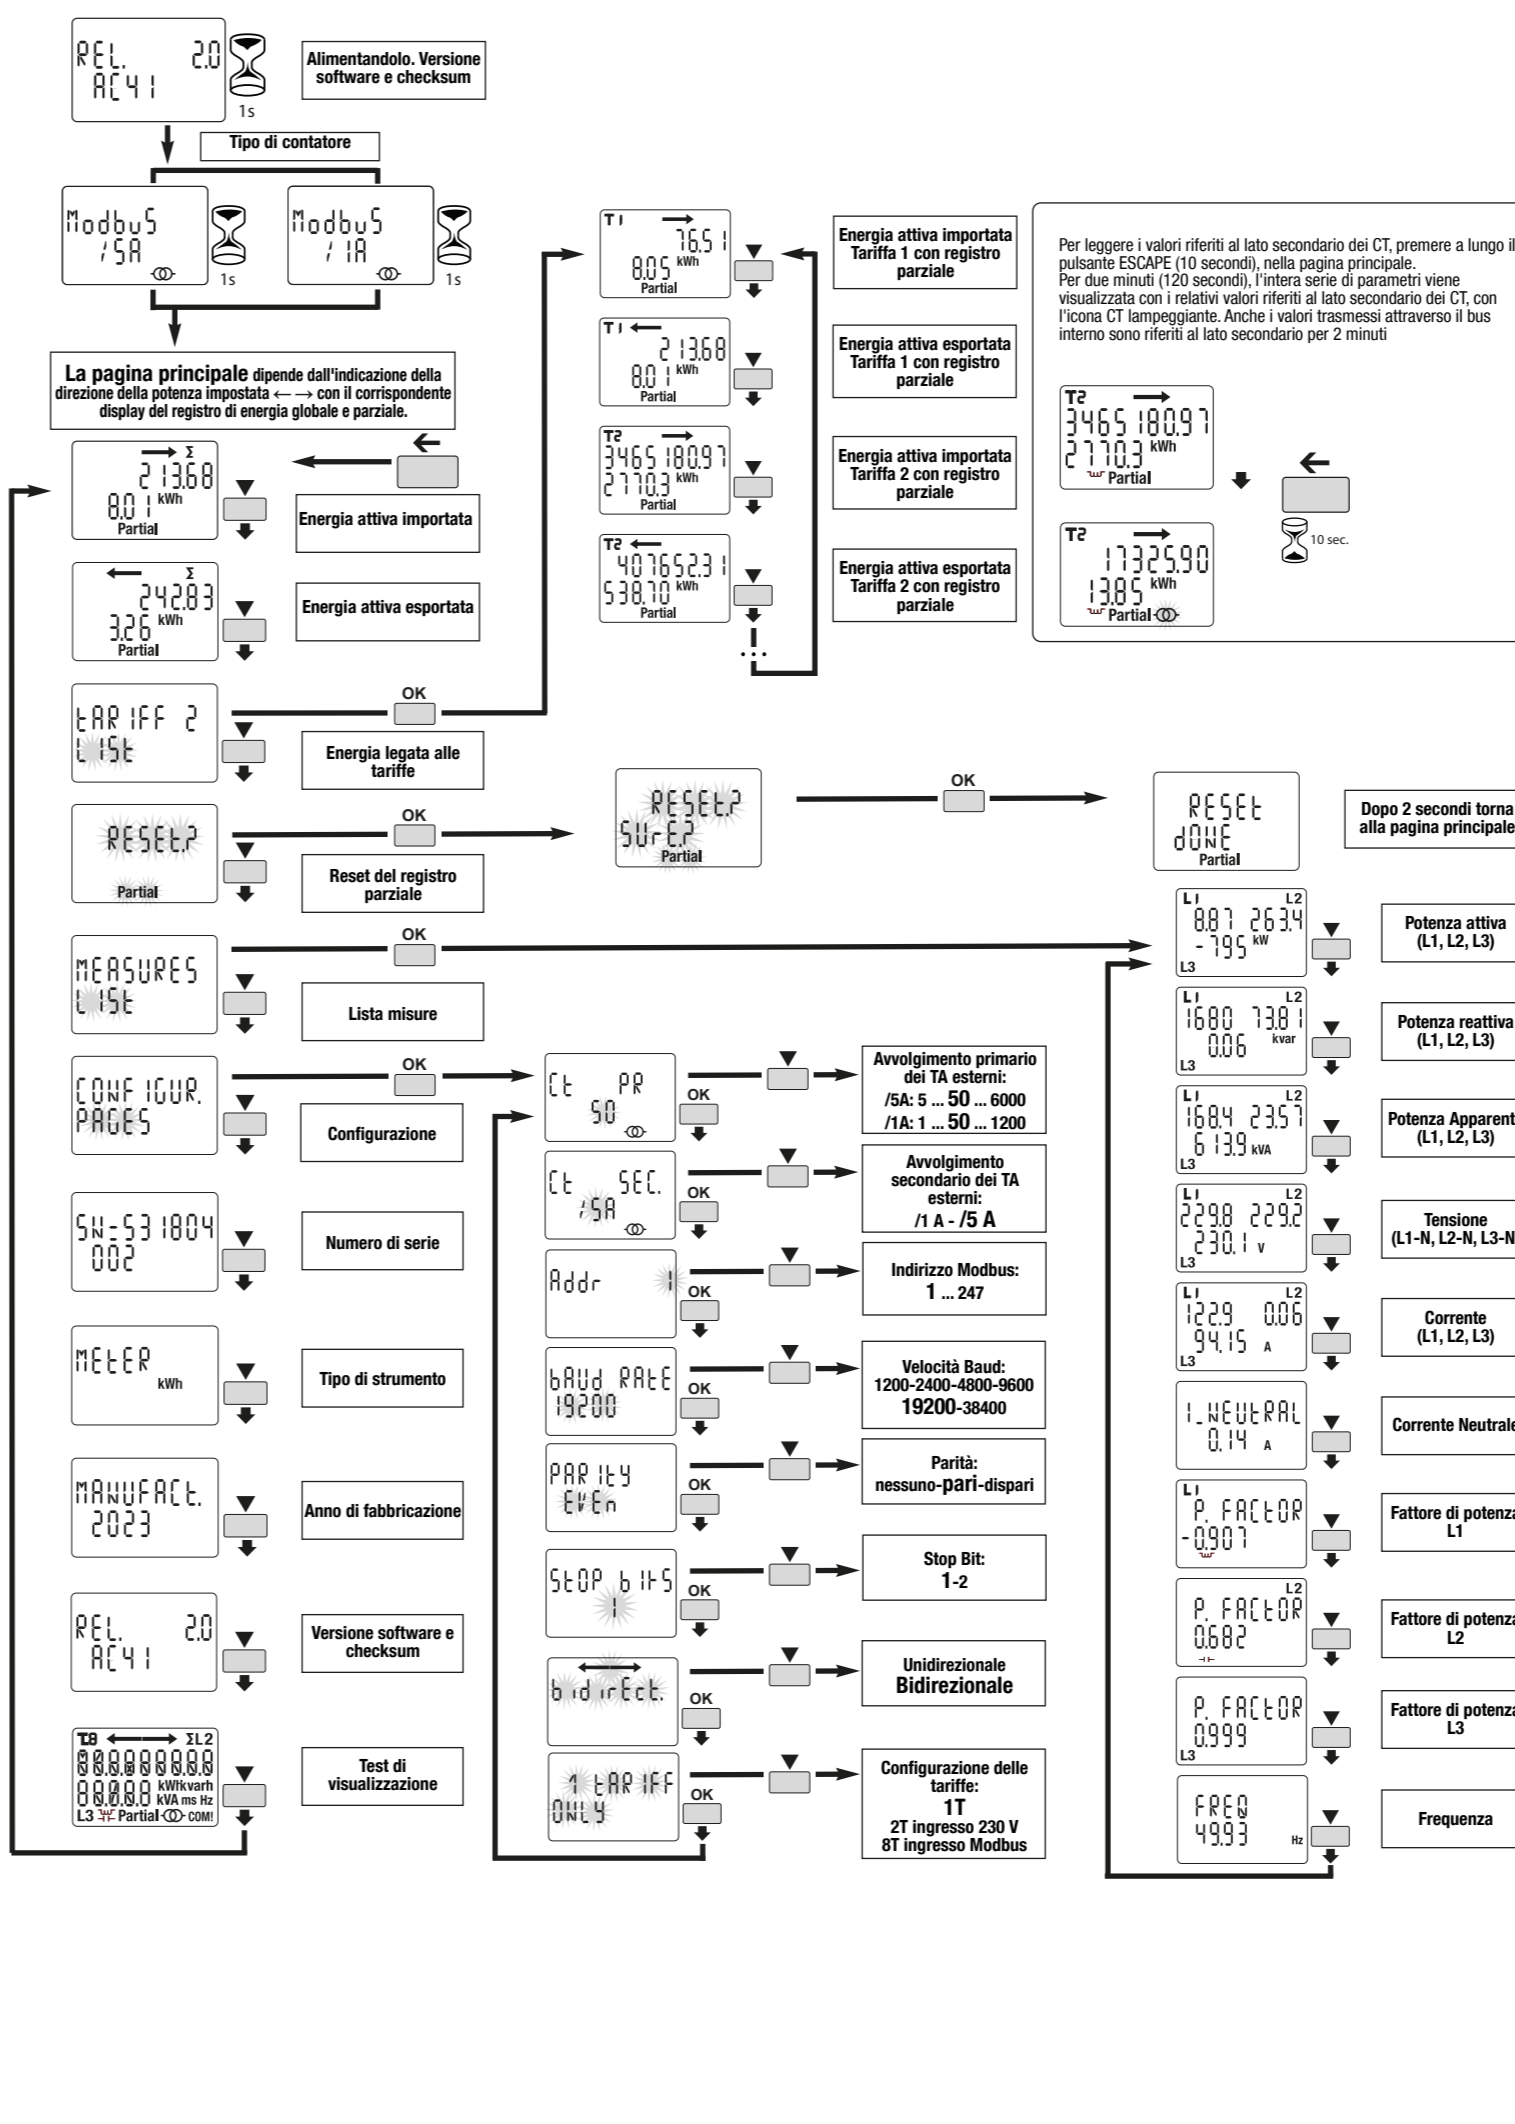 REL. 2.0
AC41
1s
Alimentandolo. Versione
software e checksum
Tipo di contatore
Modbus
/5A
1s
Modbus
/1A
1s
La pagina principale dipende dall'indicazione della
direzione della potenza impostata ←→ con il corrispondente
display del registro di energia globale e parziale.
→ Σ
213.68
8.01 kWh
Partial
Energia attiva importata
← Σ
242.83
3.26 kWh
Partial
Energia attiva esportata
tARIFF 2
LISt
OK
Energia legata alle
tariffe
RESEt.?
Partial
OK
Reset del registro
parziale
MEASURES
LISt
OK
Lista misure
CONFIGUR.
PAGES
OK
Configurazione
SN-531804
002
Numero di serie
MEtER
kWh
Tipo di strumento
MANUFACt.
2023
Anno di fabbricazione
REL. 2.0
AC41
Versione software e
checksum
T8 ΣL2
kWhkvarh
kVA ms Hz
L3 Partial COM!
Test di
visualizzazione
T1 →
76.51
8.05 kWh
Partial
Energia attiva importata
Tariffa 1 con registro
parziale
T1 ←
213.68
8.01 kWh
Partial
Energia attiva esportata
Tariffa 1 con registro
parziale
T2 →
3465180.97
2770.3 kWh
Partial
Energia attiva importata
Tariffa 2 con registro
parziale
T2 ←
407652.31
538.70 kWh
Partial
Energia attiva esportata
Tariffa 2 con registro
parziale
...
Per leggere i valori riferiti al lato secondario dei CT, premere a lungo il
pulsante ESCAPE (10 secondi), nella pagina principale.
Per due minuti (120 secondi), l'intera serie di parametri viene
visualizzata con i relativi valori riferiti al lato secondario dei CT, con
l'icona CT lampeggiante. Anche i valori trasmessi attraverso il bus
interno sono riferiti al lato secondario per 2 minuti
T2 →
3465180.97
2770.3 kWh
Partial
10 sec.
T2 →
17325.90
13.85 kWh
Partial
RESEt.?
SUrE.?
Partial
OK
RESEt
dONE
Partial
Dopo 2 secondi torna
alla pagina principale
Ct PR
50
OK
Avvolgimento primario
dei TA esterni:
/5A: 5 ... 50 ... 6000
/1A: 1 ... 50 ... 1200
Ct SEC.
/5A
OK
Avvolgimento
secondario dei TA
esterni:
/1 A - /5 A
Addr 1
OK
Indirizzo Modbus:
1 ... 247
bAUd RAtE
19200
OK
Velocità Baud:
1200-2400-4800-9600
19200-38400
PARItY
EVEn
OK
Parità:
nessuno-pari-dispari
StOP bItS
1
OK
Stop Bit:
1-2
bidirEct.
OK
Unidirezionale
Bidirezionale
1 tARIFF
ONLY
OK
Configurazione delle
tariffe:
1T
2T ingresso 230 V
8T ingresso Modbus
L1 L2
8.87 263.4
-795 kW
L3
Potenza attiva
(L1, L2, L3)
L1 L2
1680 73.81
0.06 kvar
L3
Potenza reattiva
(L1, L2, L3)
L1 L2
168.4 23.57
613.9 kVA
L3
Potenza Apparent
(L1, L2, L3)
L1 L2
229.8 229.2
230.1 V
L3
Tensione
(L1-N, L2-N, L3-N
L1 L2
122.9 0.06
94.15 A
L3
Corrente
(L1, L2, L3)
I_NEUtRAL
0.14 A
Corrente Neutrale
L1
P. FACtOR
-0.907
Fattore di potenza
L1
L2
P. FACtOR
0.682
Fattore di potenza
L2
P. FACtOR
0.999
L3
Fattore di potenza
L3
FREQ
49.93 Hz
Frequenza